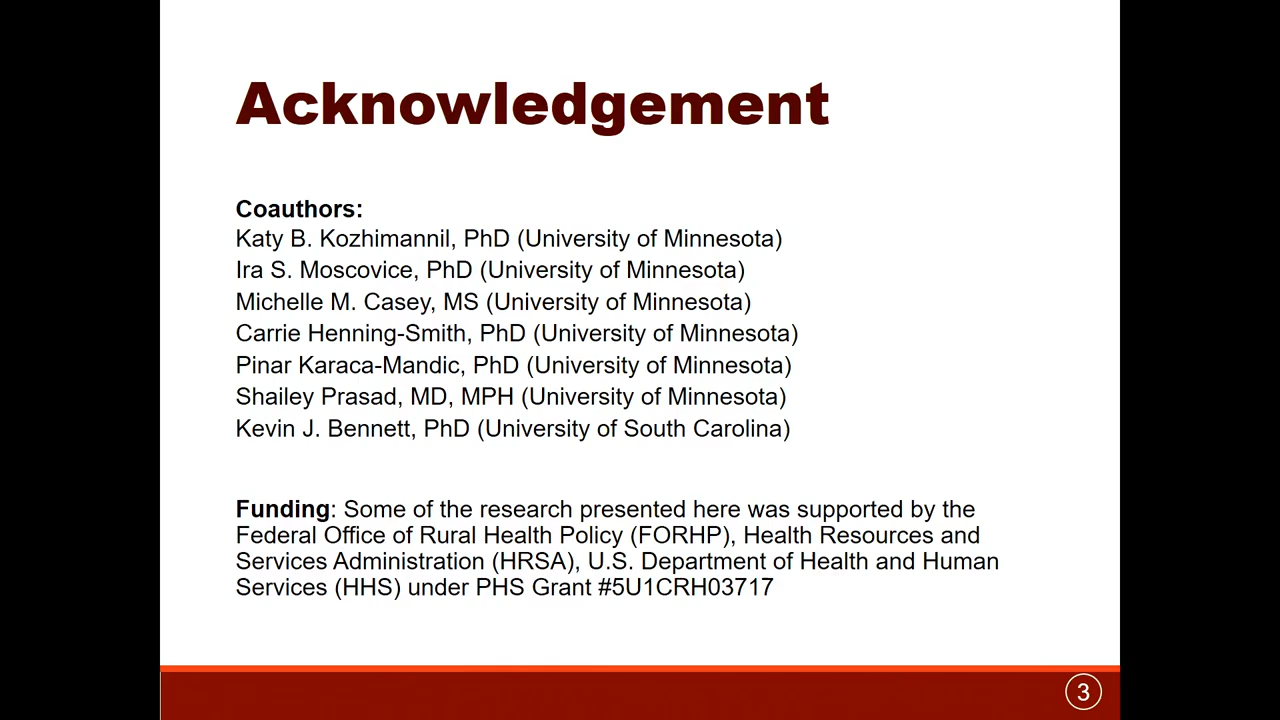 Acknowledgement
Coauthors:
Katy B. Kozhimannil, PhD (University of Minnesota)
Ira S. Moscovice, PhD (University of Minnesota)
Michelle M. Casey, MS (University of Minnesota)
Carrie Henning-Smith, PhD (University of Minnesota)
Pinar Karaca-Mandic, PhD (University of Minnesota)
Shailey Prasad, MD, MPH (University of Minnesota)
Kevin J. Bennett, PhD (University of South Carolina)
Funding: Some of the research presented here was supported by the
Federal Office of Rural Health Policy (FORHP), Health Resources and
Services Administration (HRSA), U.S. Department of Health and Human
Services (HHS) under PHS Grant #5U1CRH03717
3